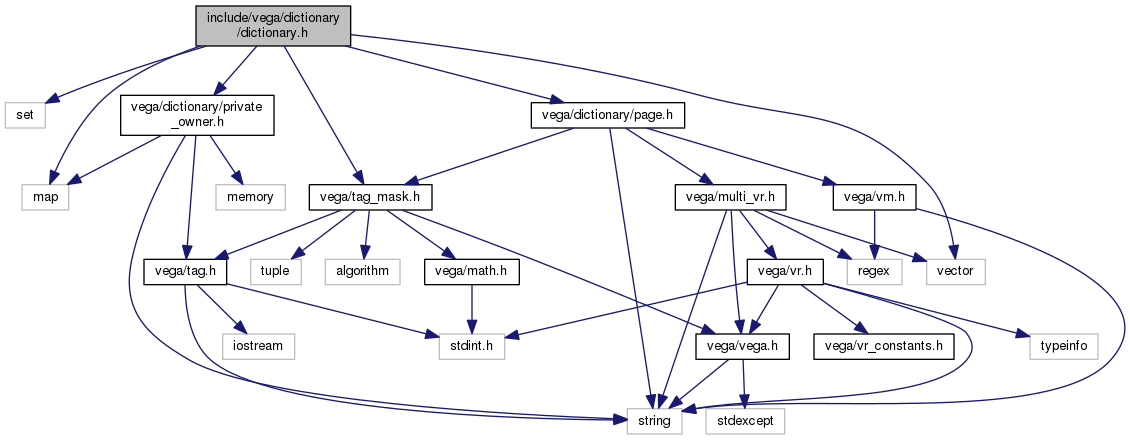 include/vega/dictionary
/dictionary.h
set
vega/dictionary/private
_owner.h
vega/dictionary/page.h
map
memory
vega/tag_mask.h
vega/multi_vr.h
vega/vm.h
vega/tag.h
tuple
algorithm
vega/math.h
vega/vr.h
regex
vector
iostream
stdint.h
vega/vega.h
vega/vr_constants.h
typeinfo
string
stdexcept